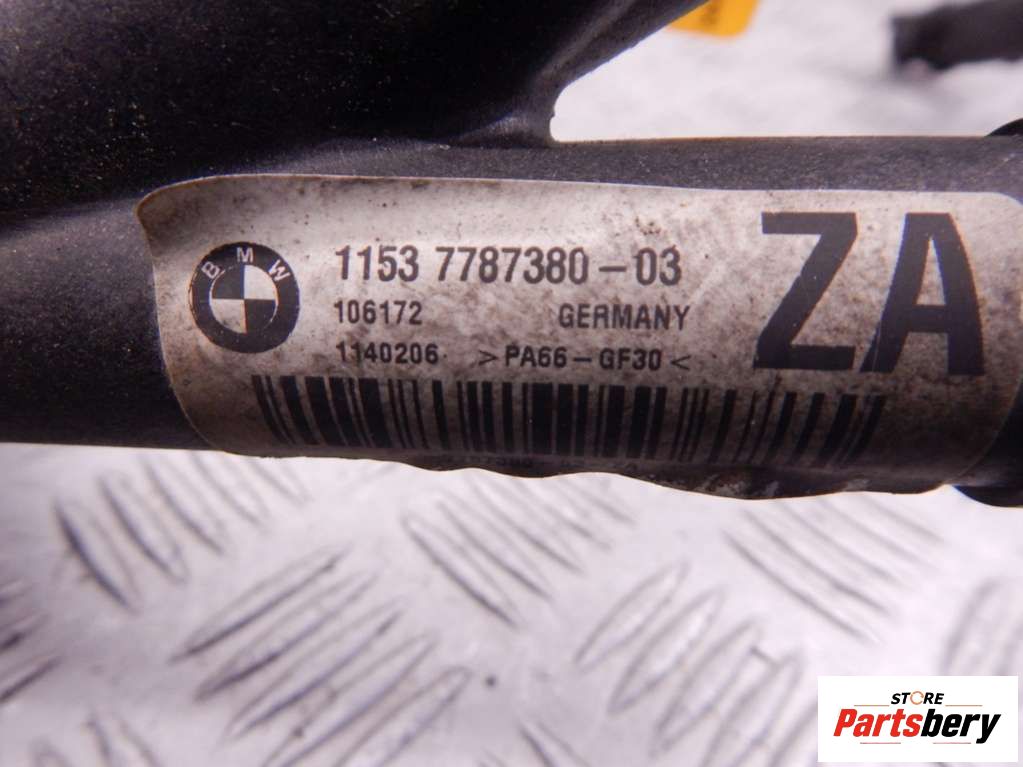 BMW
1153 7787380-03
ZA
106172 GERMANY
1140206 >PA66-GF30<
STORE
Partsbery